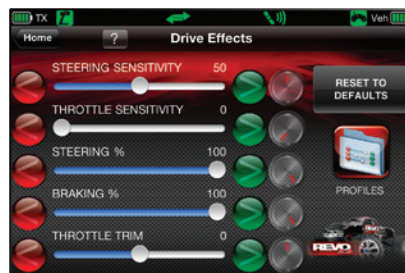 TX
Veh
Home
?
Drive Effects
STEERING SENSITIVITY 50
THROTTLE SENSITIVITY 0
STEERING % 100
BRAKING % 100
THROTTLE TRIM 0
RESET TO
DEFAULTS
PROFILES
REVO